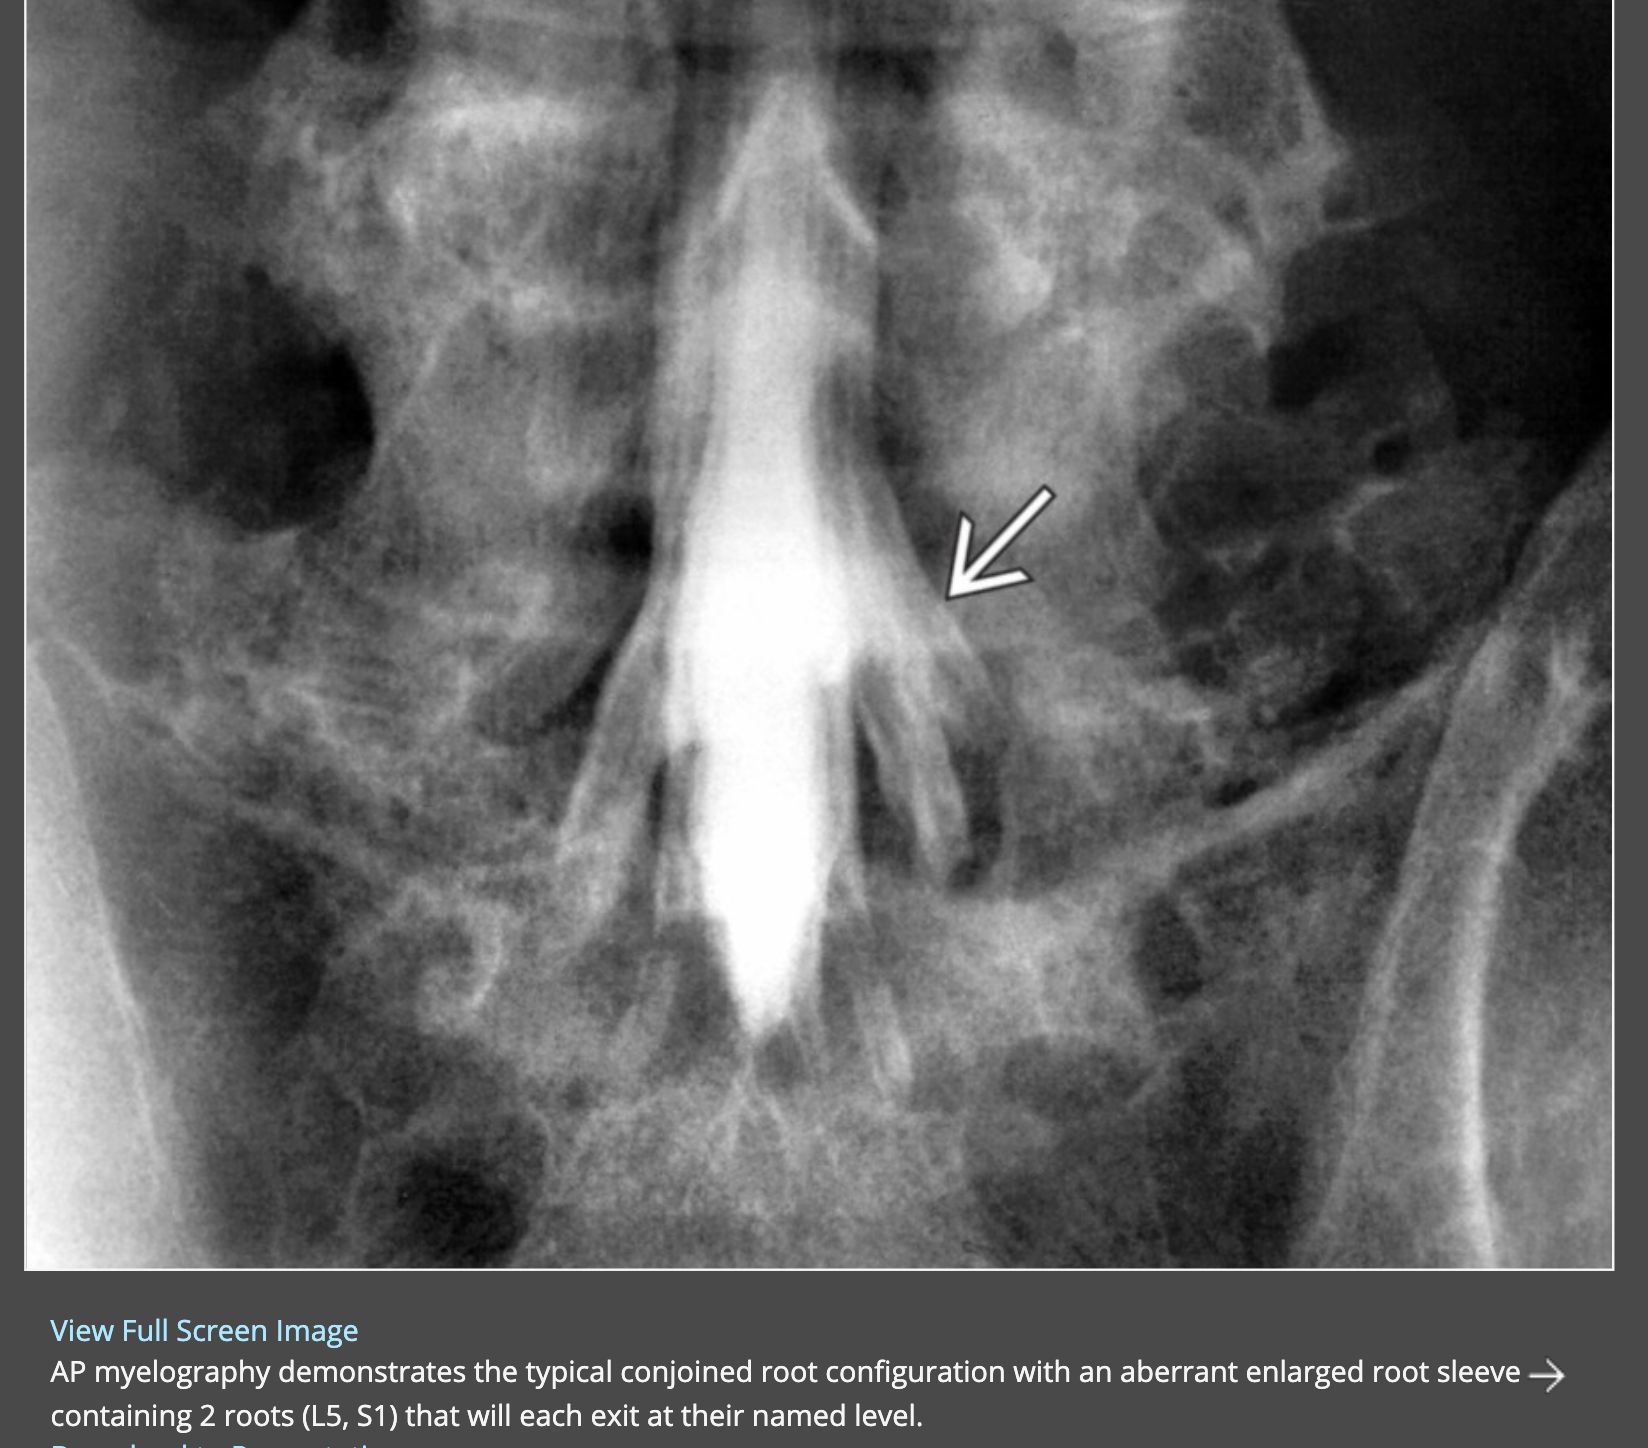 View Full Screen Image
AP myelography demonstrates the typical conjoined root configuration with an aberrant enlarged root sleeve →
containing 2 roots (L5, S1) that will each exit at their named level.